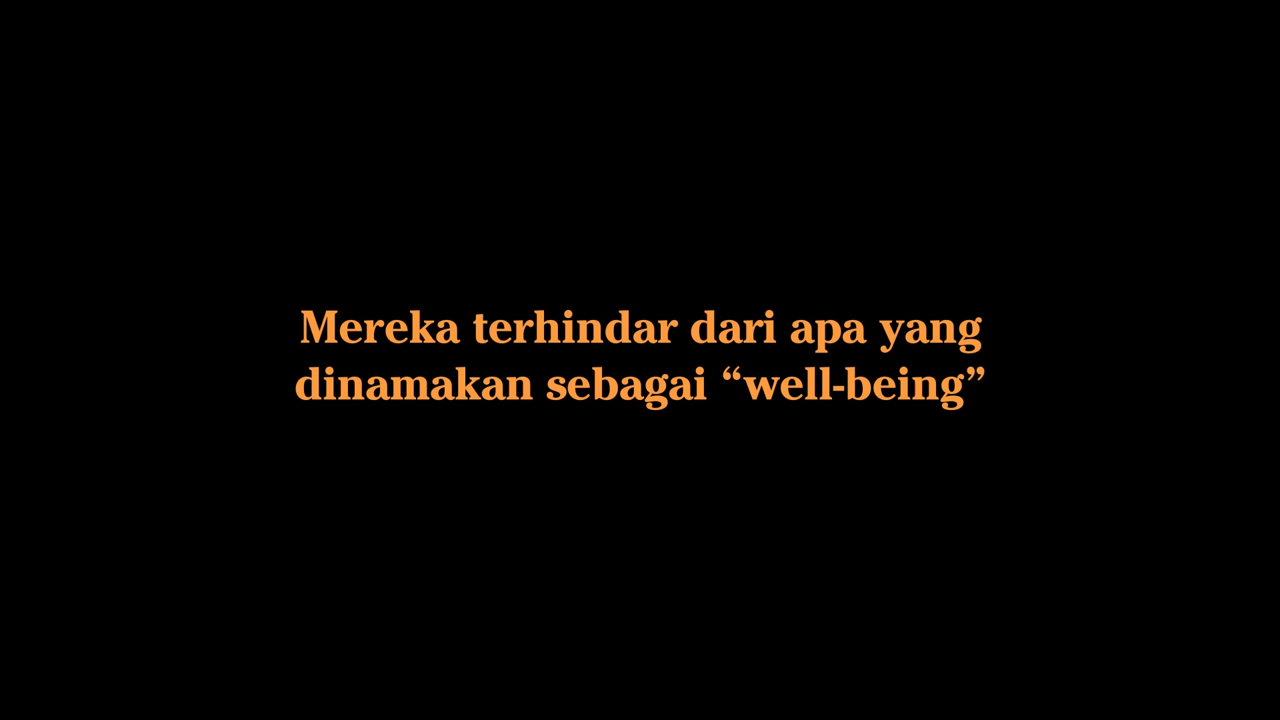 Mereka terhindar dari apa yang
dinamakan sebagai “well-being”